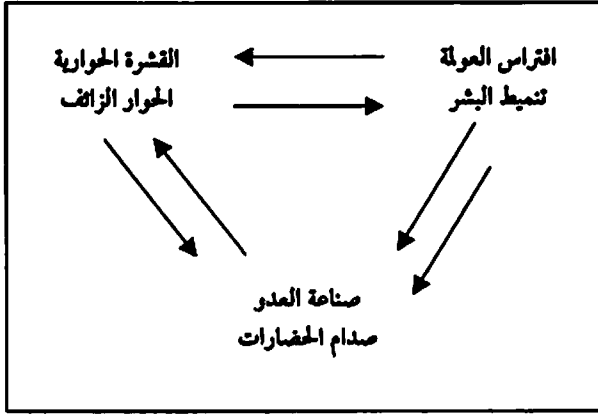 افتراس العولمة
تنميط البشر
القشرة الحوارية
الحوار الزائف
صناعة العدو
صدام الحضارات